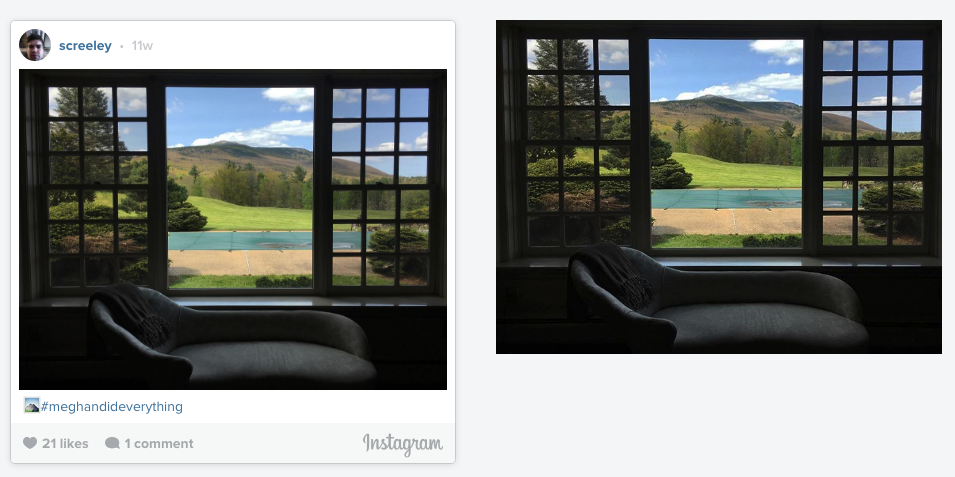 screeley • 11w
#meghandideverything
21 likes 1 comment Instagram